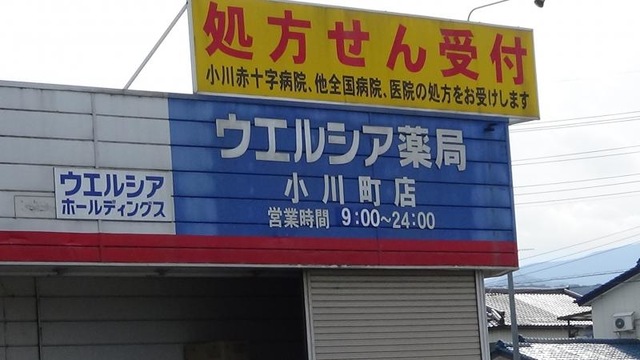 処方せん受付
小川赤十字病院、他全国病院、医院の処方をお受けします
ウエルシア薬局
小川町店
営業時間 9:00~24:00
ウエルシア
ホールディングス